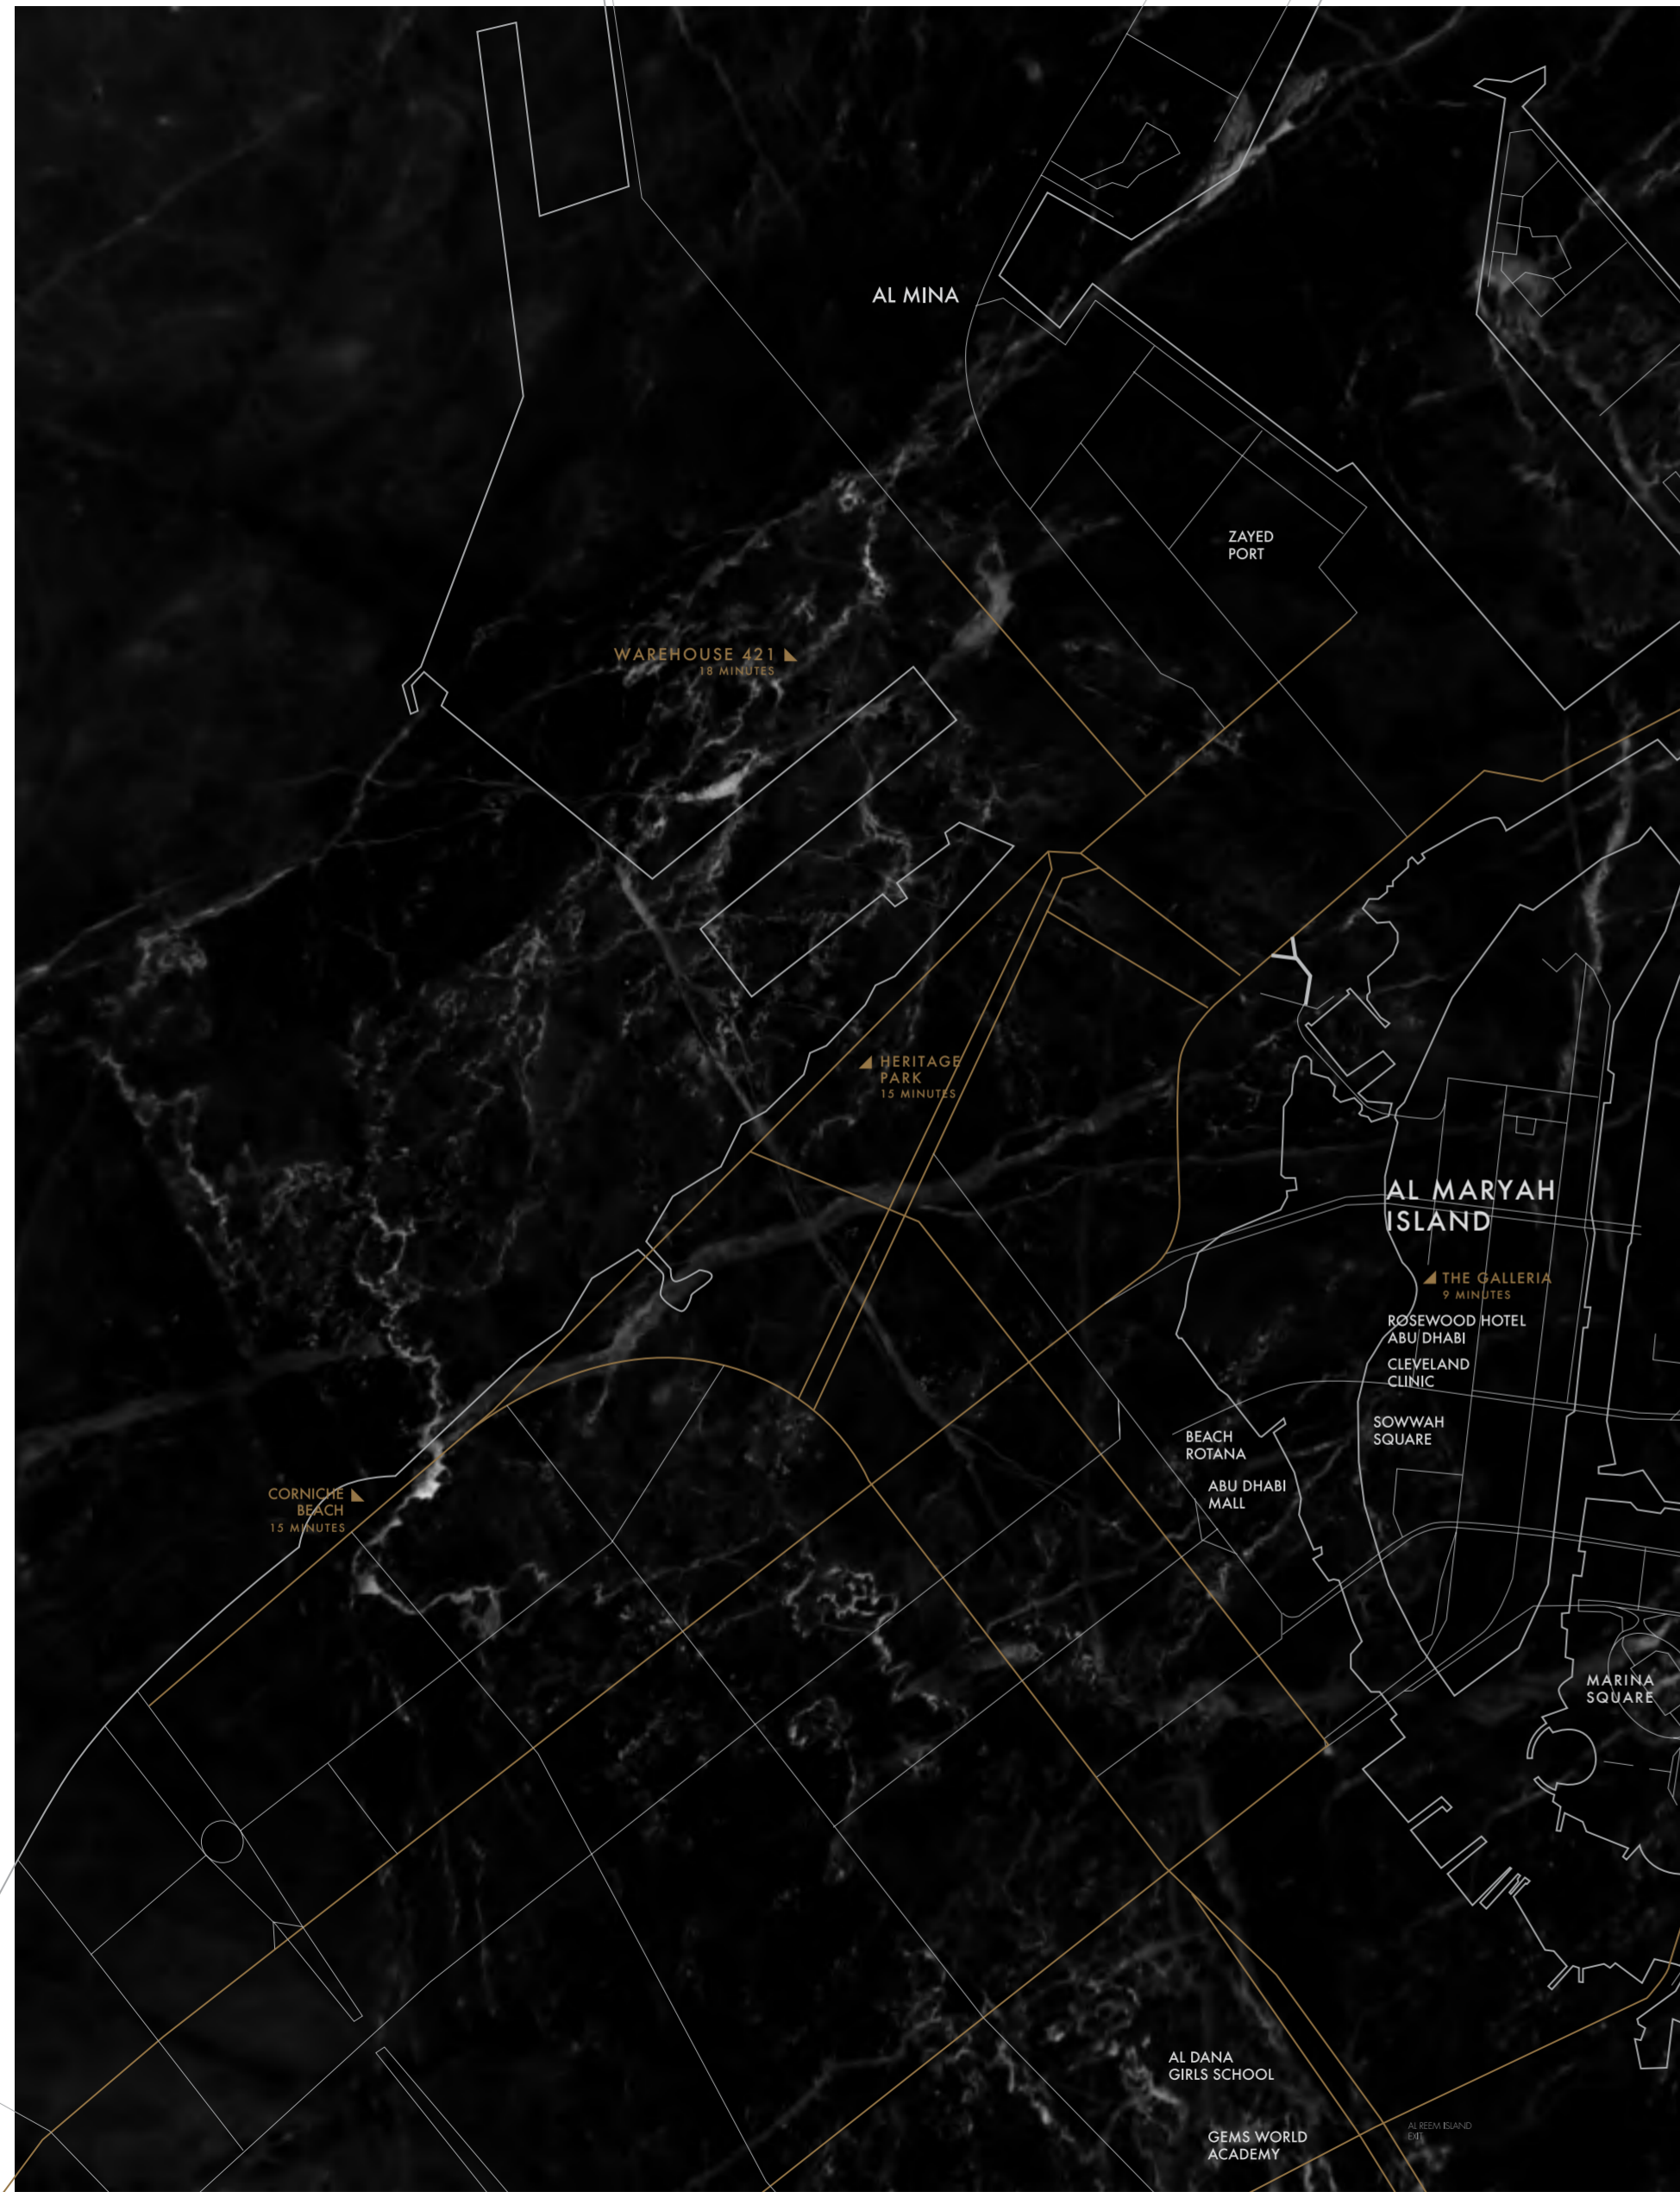 AL MINA
ZAYED
PORT
WAREHOUSE 421
18 MINUTES
HERITAGE
PARK
15 MINUTES
AL MARYAH
ISLAND
THE GALLERIA
9 MINUTES
ROSEWOOD HOTEL
ABU DHABI
CLEVELAND
CLINIC
SOWWAH
SQUARE
BEACH
ROTANA
ABU DHABI
MALL
CORNICHE
BEACH
15 MINUTES
MARINA
SQUARE
AL DANA
GIRLS SCHOOL
GEMS WORLD
ACADEMY
AL REEM ISLAND
EXIT